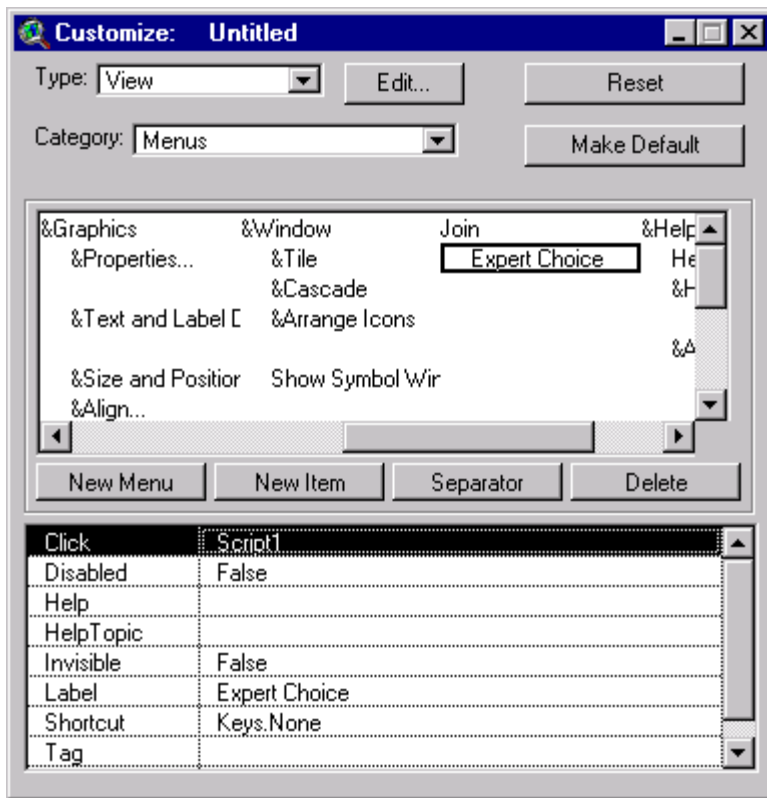 Customize: Untitled
Type: View Edit... Reset
Category: Menus Make Default
&Graphics &Window Join &Help
&Properties... &Tile Expert Choice He
&Cascade &H
&Text and Label D &Arrange Icons
&A
&Size and Position Show Symbol Wir
&Align...
New Menu New Item Separator Delete
Click Script1
Disabled False
Help
HelpTopic
Invisible False
Label Expert Choice
Shortcut Keys.None
Tag